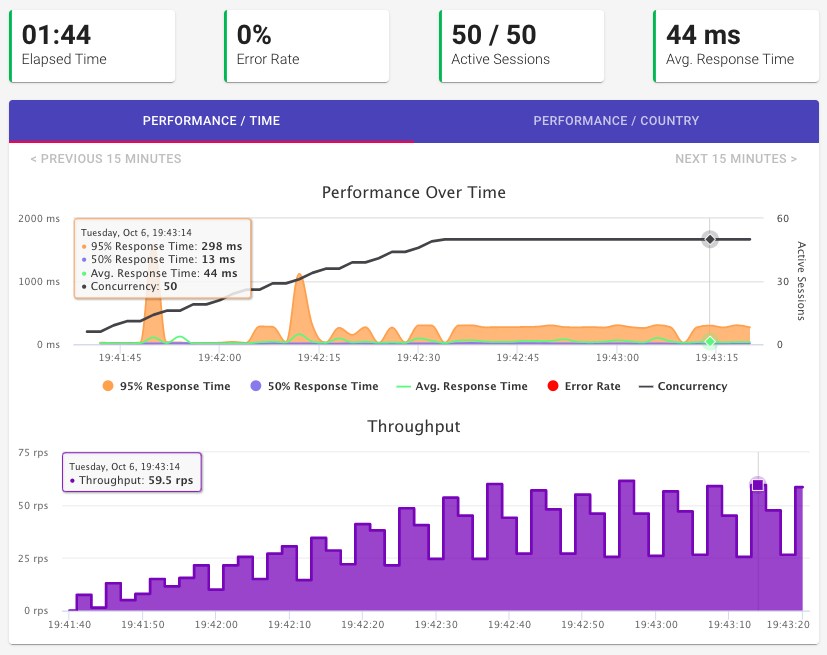 01:44
Elapsed Time
0%
Error Rate
50 / 50
Active Sessions
44 ms
Avg. Response Time
PERFORMANCE / TIME
PERFORMANCE / COUNTRY
< PREVIOUS 15 MINUTES
NEXT 15 MINUTES >
Performance Over Time
2000 ms
1000 ms
0 ms
Tuesday, Oct 6, 19:43:14
95% Response Time: 298 ms
50% Response Time: 13 ms
Avg. Response Time: 44 ms
Concurrency: 50
60
30
0
Active Sessions
19:41:45
19:42:00
19:42:15
19:42:30
19:42:45
19:43:00
19:43:15
95% Response Time
50% Response Time
Avg. Response Time
Error Rate
Concurrency
Throughput
75 rps
50 rps
25 rps
0 rps
Tuesday, Oct 6, 19:43:14
Throughput: 59.5 rps
19:41:40
19:41:50
19:42:00
19:42:10
19:42:20
19:42:30
19:42:40
19:42:50
19:43:00
19:43:10
19:43:20